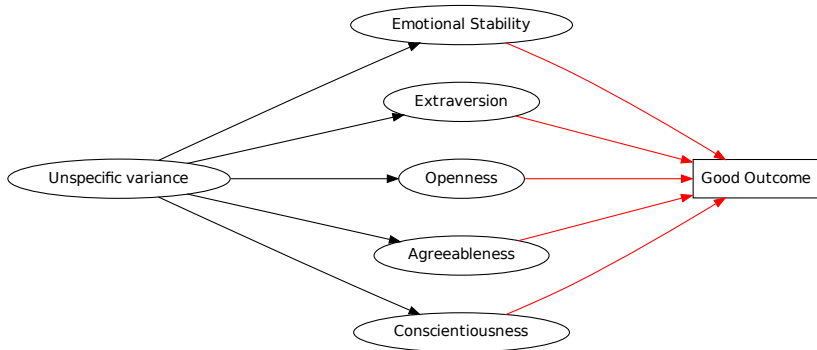 Emotional Stability
Extraversion
Unspecific variance
Openness
Good Outcome
Agreeableness
Conscientiousness